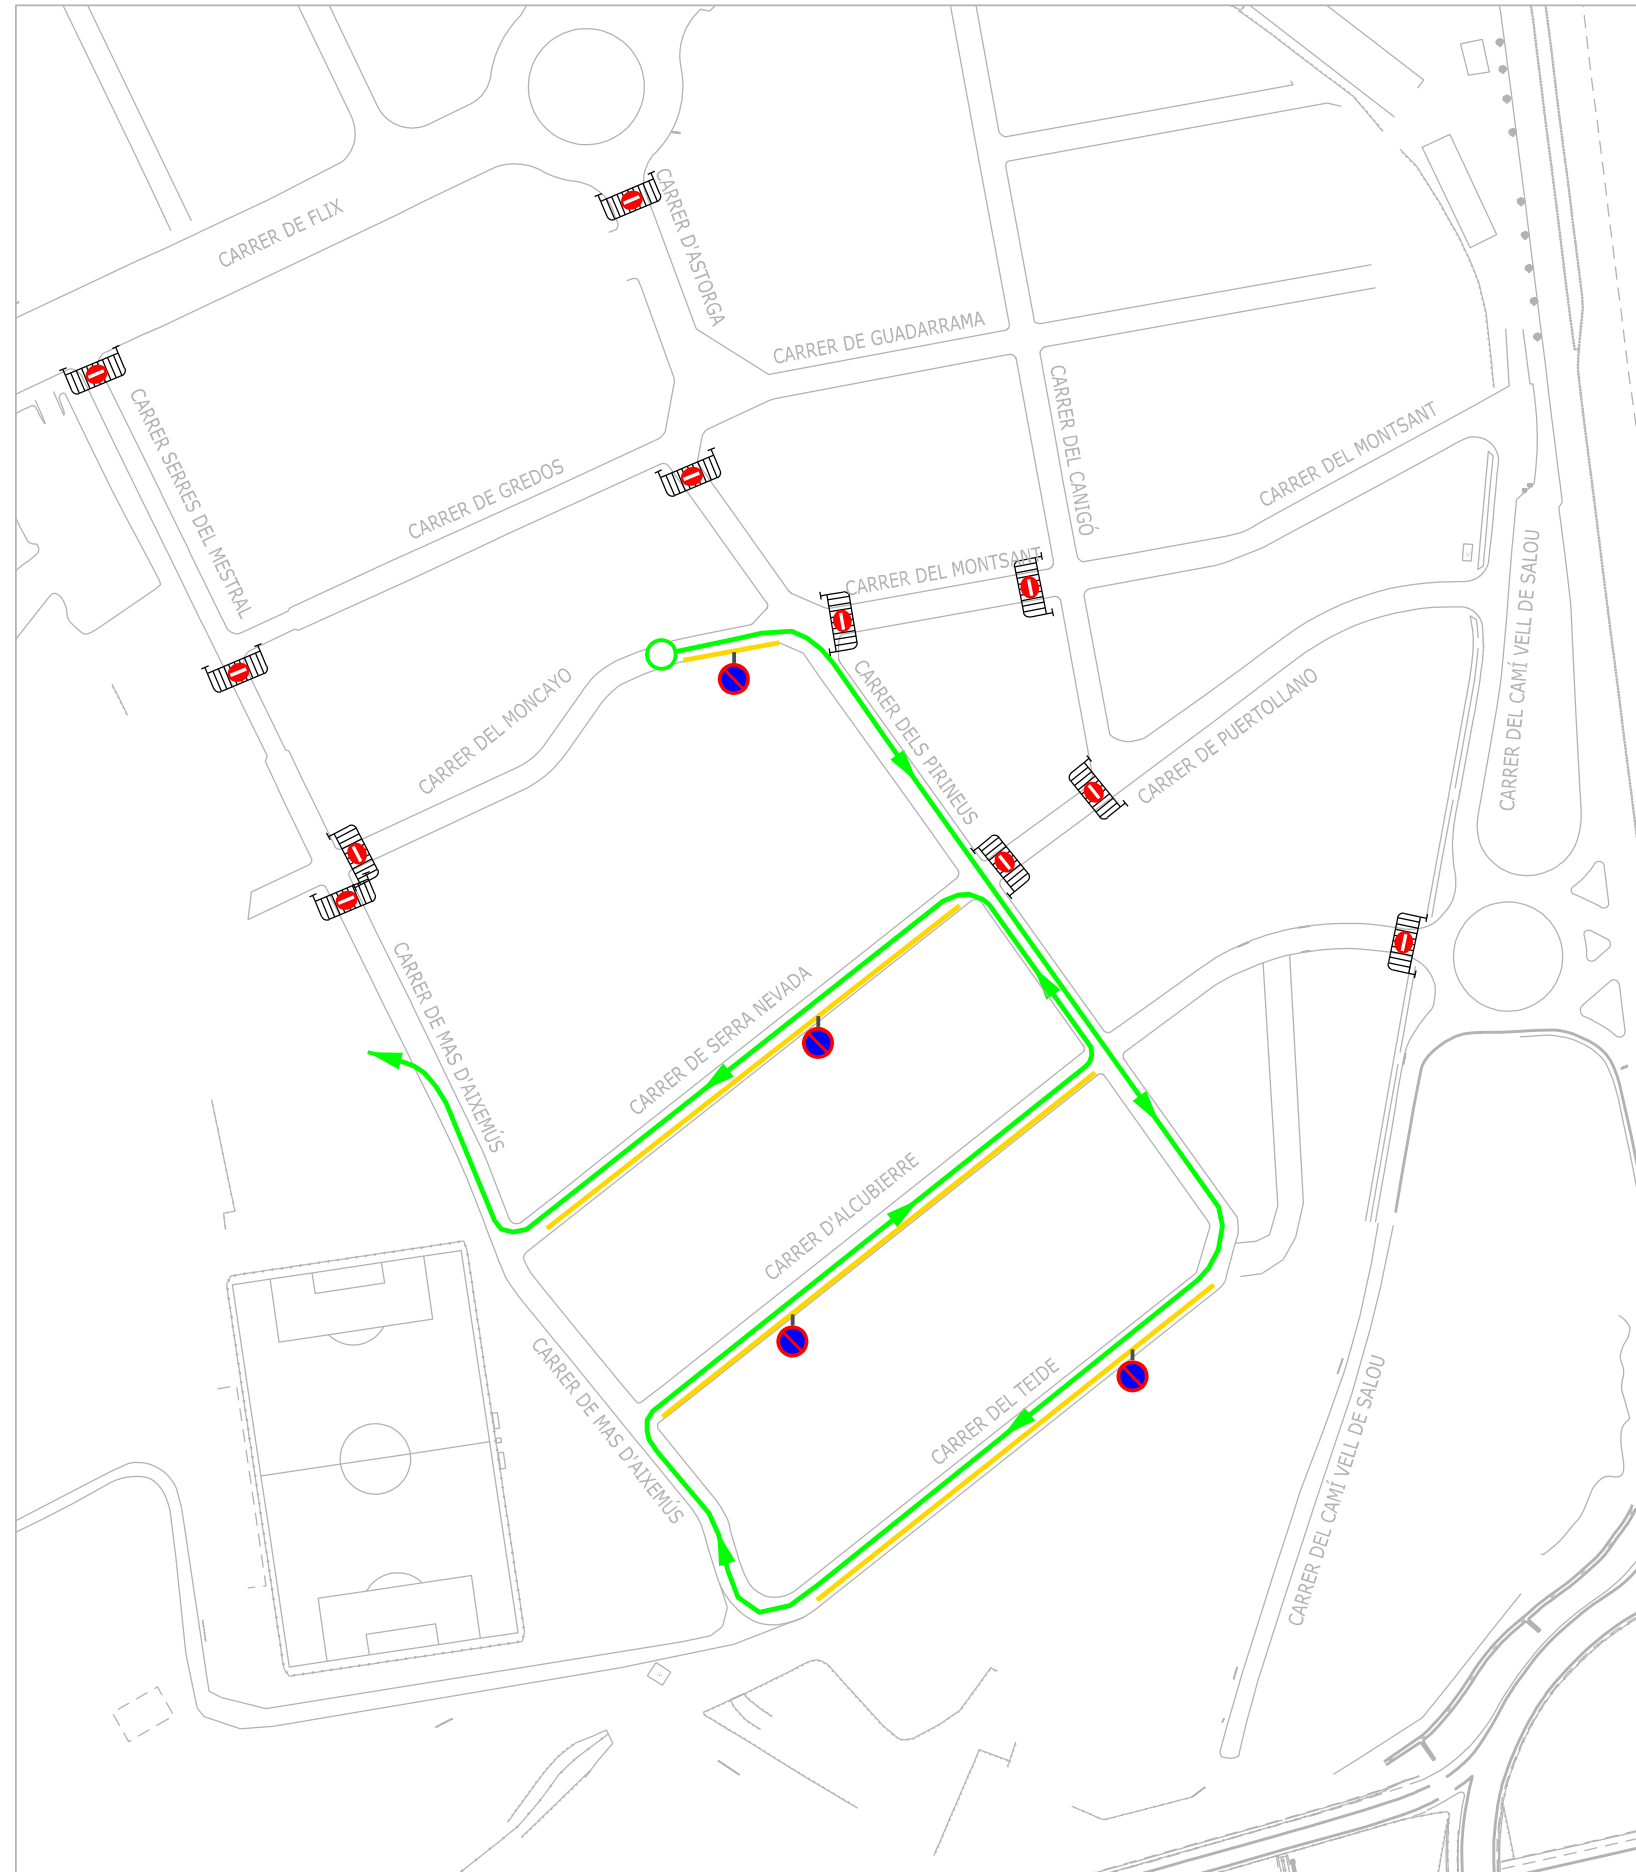 CARRER DE FLIX
CARRER D'ASTORGA
CARRER DE GUADARRAMA
CARRER SERRES DEL MESTRAL
CARRER DE GREDOS
CARRER DEL CANIGÓ
CARRER DEL MONTSANT
CARRER DEL MONTSANT
CARRER DEL CAMÍ VELL DE SALOU
CARRER DEL MONCAYO
CARRER DELS PIRINEUS
CARRER DE PUERTOLLANO
CARRER DE MAS D'AIXEMÚS
CARRER DE SERRA NEVADA
CARRER D'ALCUBIERRE
CARRER DE MAS D'AIXEMÚS
CARRER DEL TEIDE
CARRER DEL CAMÍ VELL DE SALOU